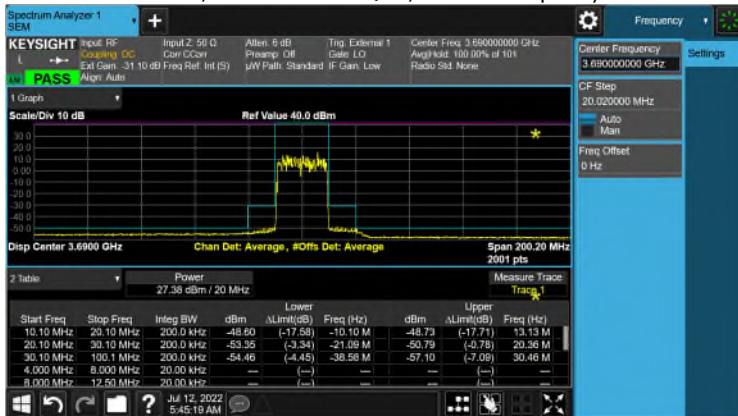 Spectrum Analyzer 1
SEM
Frequency
KEYSIGHT
Input: RF
Coupling: DC
Ext Gain: -31.10 dB
Align: Auto
PASS
Input Z: 50 Ω
Corr CCorr
Freq Ref: Int (S)
Atten: 6 dB
Preamp: Off
µW Path: Standard
Trig: External 1
Gate: LO
IF Gain: Low
Center Freq: 3.690000000 GHz
Avg|Hold: 100.00% of 101
Radio Std: None
Center Frequency
3.690000000 GHz
Settings
CF Step
20.020000 MHz
Auto
Man
Freq Offset
0 Hz
1 Graph
Scale/Div 10 dB
Ref Value 40.0 dBm
30.0
20.0
10.0
0.00
-10.0
-20.0
-30.0
-40.0
-50.0
Disp Center 3.6900 GHz
Chan Det: Average, #Offs Det: Average
Span 200.20 MHz
2001 pts
2 Table
Power
27.38 dBm / 20 MHz
Measure Trace
Trace 1
Lower Upper
Start Freq Stop Freq Integ BW dBm ΔLimit(dB) Freq (Hz) dBm ΔLimit(dB) Freq (Hz)
10.10 MHz 20.10 MHz 200.0 kHz -48.60 (-17.58) -10.10 M -48.73 (-17.71) 13.13 M
20.10 MHz 30.10 MHz 200.0 kHz -53.35 (-3.34) -21.09 M -50.79 (-0.78) 20.36 M
30.10 MHz 100.1 MHz 200.0 kHz -54.46 (-4.45) -38.58 M -57.10 (-7.09) 30.46 M
4.000 MHz 8.000 MHz 20.00 kHz --- (---) --- (---)
8.000 MHz 12.50 MHz 20.00 kHz --- (---) --- (---)
Jul 12, 2022
5:45:19 AM